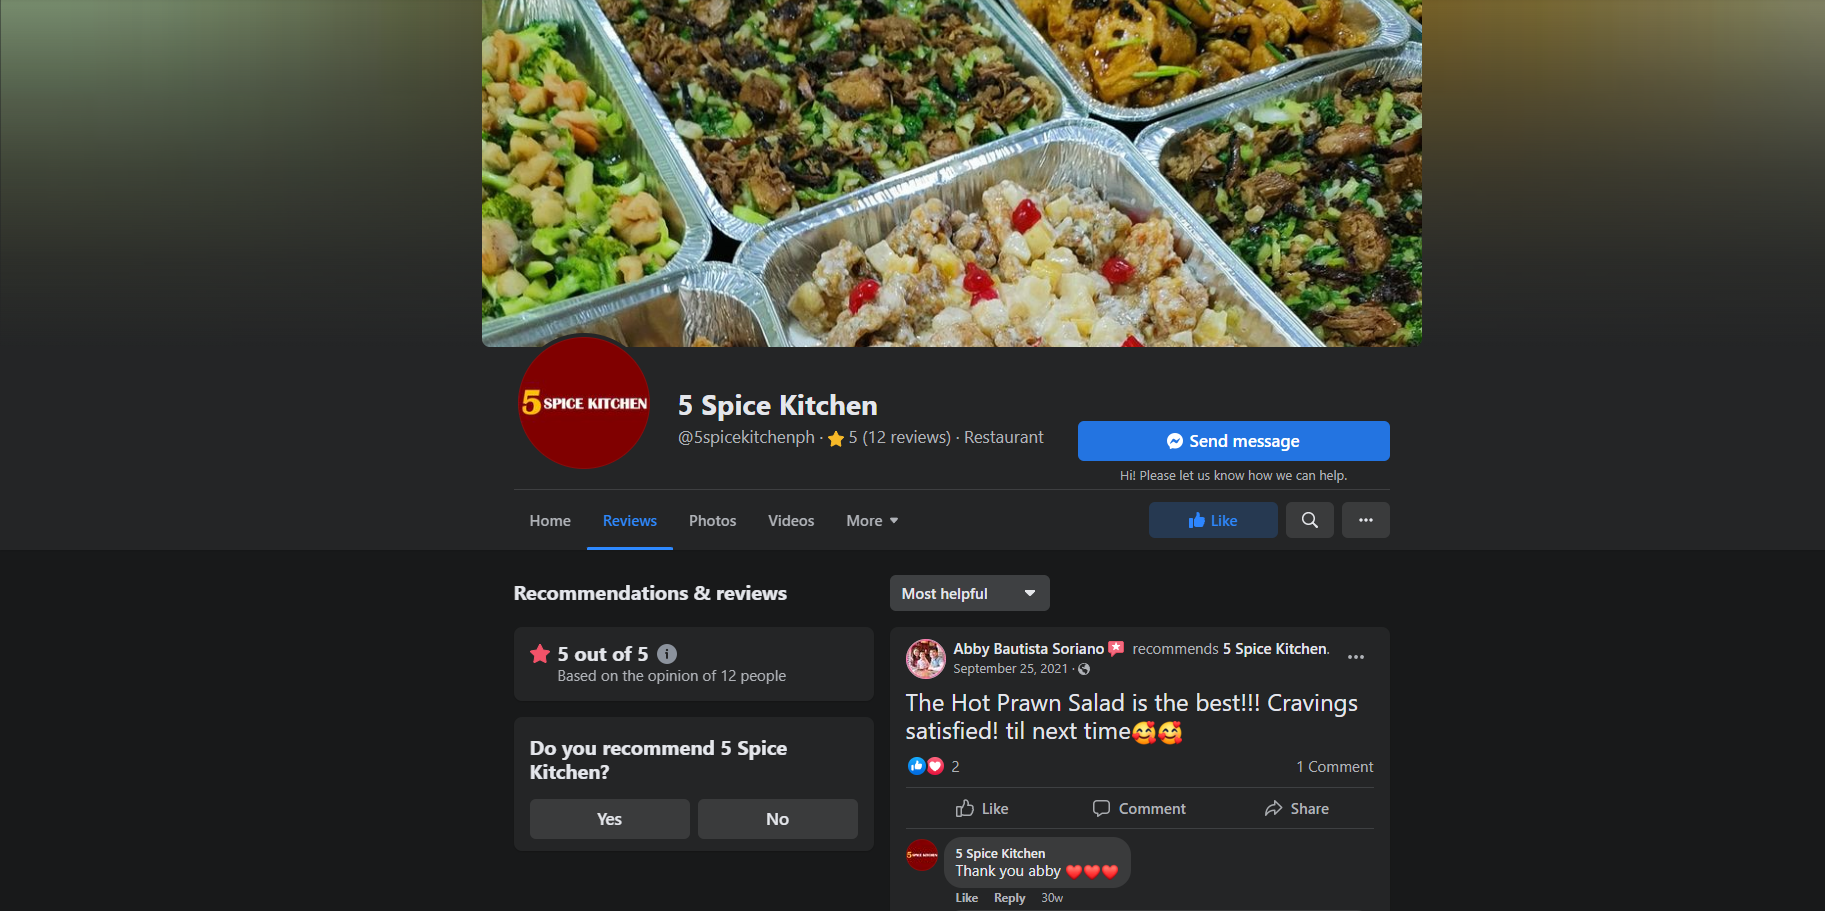 5 SPICE KITCHEN
5 Spice Kitchen
@5spicekitchenph · ⭐ 5 (12 reviews) · Restaurant
Send message
Hi! Please let us know how we can help.
Home
Reviews
Photos
Videos
More
Like
Recommendations & reviews
5 out of 5
Based on the opinion of 12 people
Do you recommend 5 Spice
Kitchen?
Yes
No
Most helpful
Abby Bautista Soriano recommends 5 Spice Kitchen.
September 25, 2021 ·
The Hot Prawn Salad is the best!!! Cravings
satisfied! til next time🥰🥰
2
1 Comment
Like
Comment
Share
5 SPICE KITCHEN
5 Spice Kitchen
Thank you abby ❤️❤️❤️
Like Reply 30w